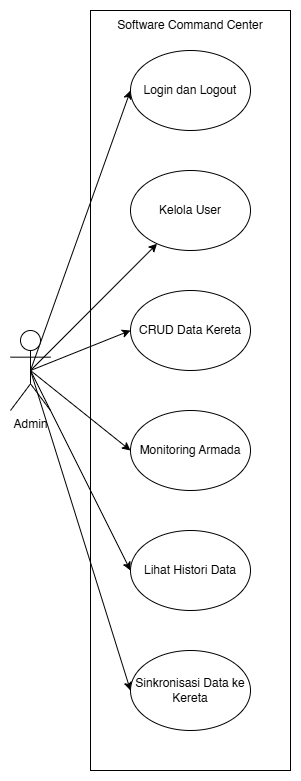 Software Command Center
Login dan Logout
Kelola User
CRUD Data Kereta
Admin
Monitoring Armada
Lihat Histori Data
Sinkronisasi Data ke
Kereta